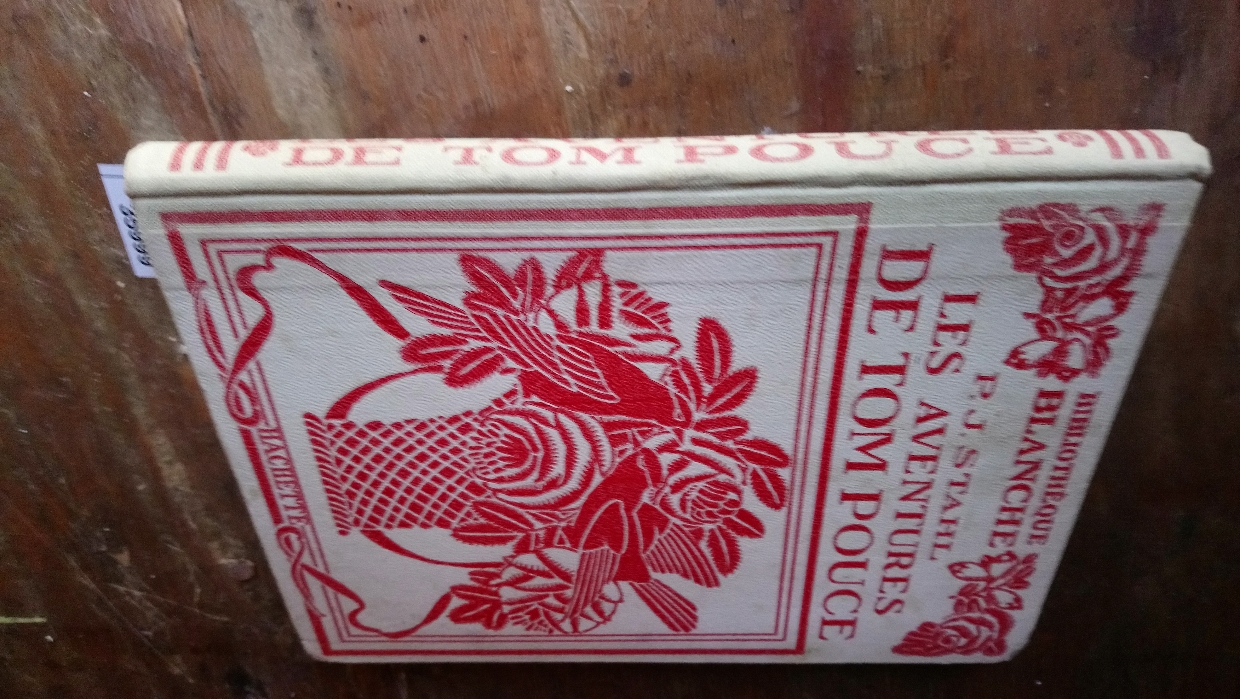 BIBLIOTHÈQUE
BLANCHE
P. J. STAHL
LES AVENTURES
DE TOM POUCE
HACHETTE
DE TOM POUCE